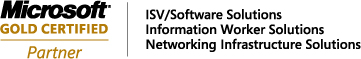 Microsoft
GOLD CERTIFIED
Partner
ISV/Software Solutions
Information Worker Solutions
Networking Infrastructure Solutions